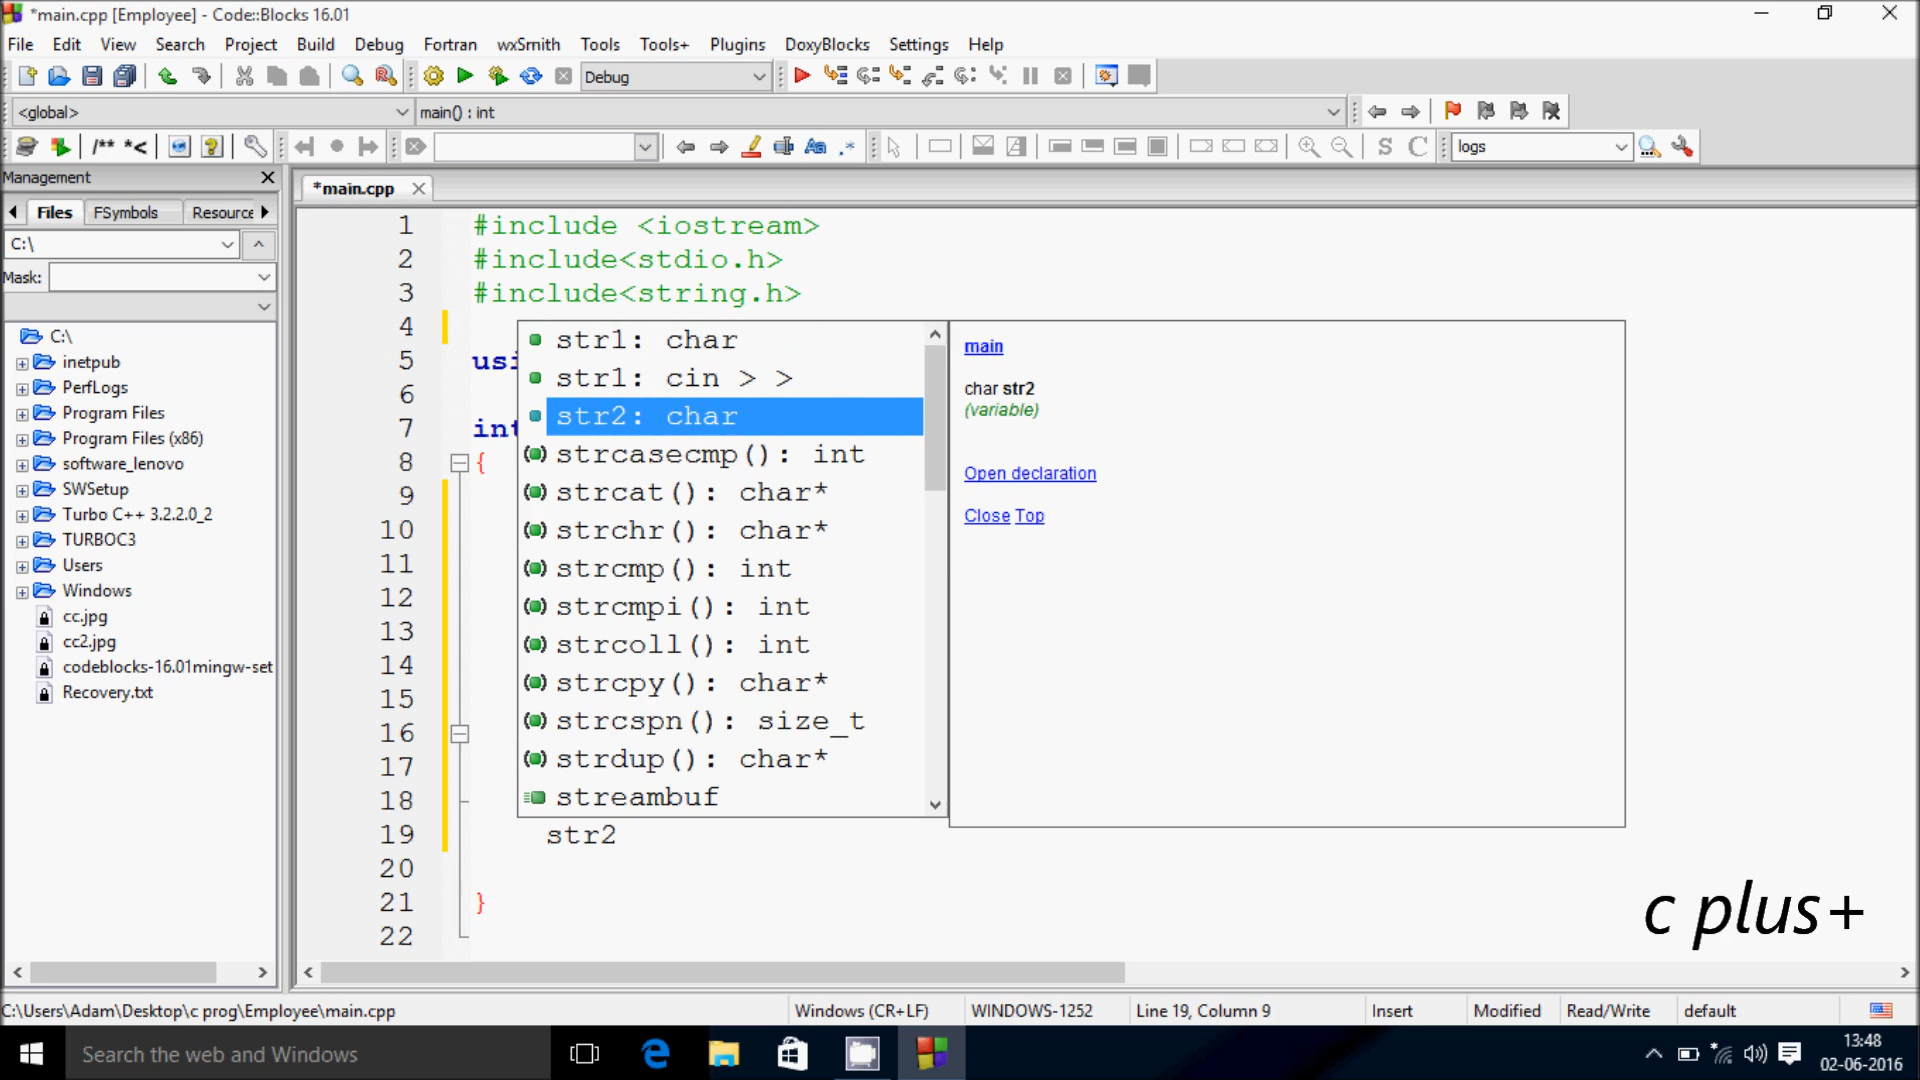 *main.cpp [Employee] - Code::Blocks 16.01
File Edit View Search Project Build Debug Fortran wxSmith Tools Tools+ Plugins DoxyBlocks Settings Help
Debug
<global> main() : int
/** *< Aa .* S C logs
Management
*main.cpp
Files FSymbols Resource
C:\
Mask:
C:\
inetpub
PerfLogs
Program Files
Program Files (x86)
software_lenovo
SWSetup
Turbo C++ 3.2.2.0_2
TURBOC3
Users
Windows
cc.jpg
cc2.jpg
codeblocks-16.01mingw-set
Recovery.txt
1 #include <iostream>
2 #include<stdio.h>
3 #include<string.h>
4
5 usi
6
7 int
8 {
9
10
11
12
13
14
15
16
17
18
19 str2
20
21 }
22
str1: char
str1: cin > >
str2: char
strcasecmp(): int
strcat(): char*
strchr(): char*
strcmp(): int
strcmpi(): int
strcoll(): int
strcpy(): char*
strcspn(): size_t
strdup(): char*
streambuf
main
char str2
(variable)
Open declaration
Close Top
c plus+
C:\Users\Adam\Desktop\c prog\Employee\main.cpp Windows (CR+LF) WINDOWS-1252 Line 19, Column 9 Insert Modified Read/Write default
Search the web and Windows
13:48
02-06-2016